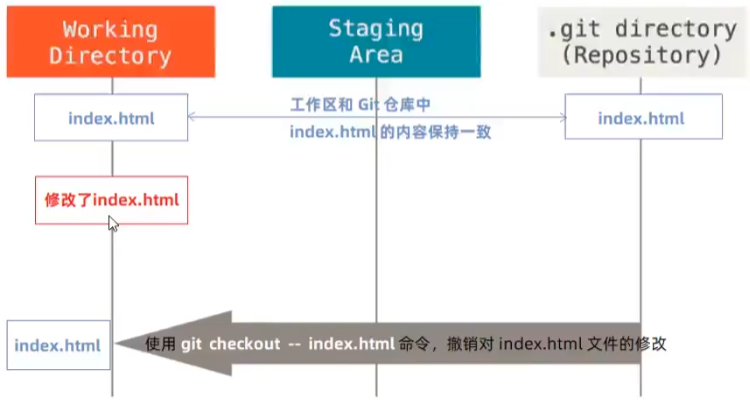 Working
Directory
Staging
Area
.git directory
(Repository)
index.html
工作区和 Git 仓库中
index.html 的内容保持一致
index.html
修改了index.html
index.html
使用 git checkout -- index.html 命令，撤销对 index.html 文件的修改